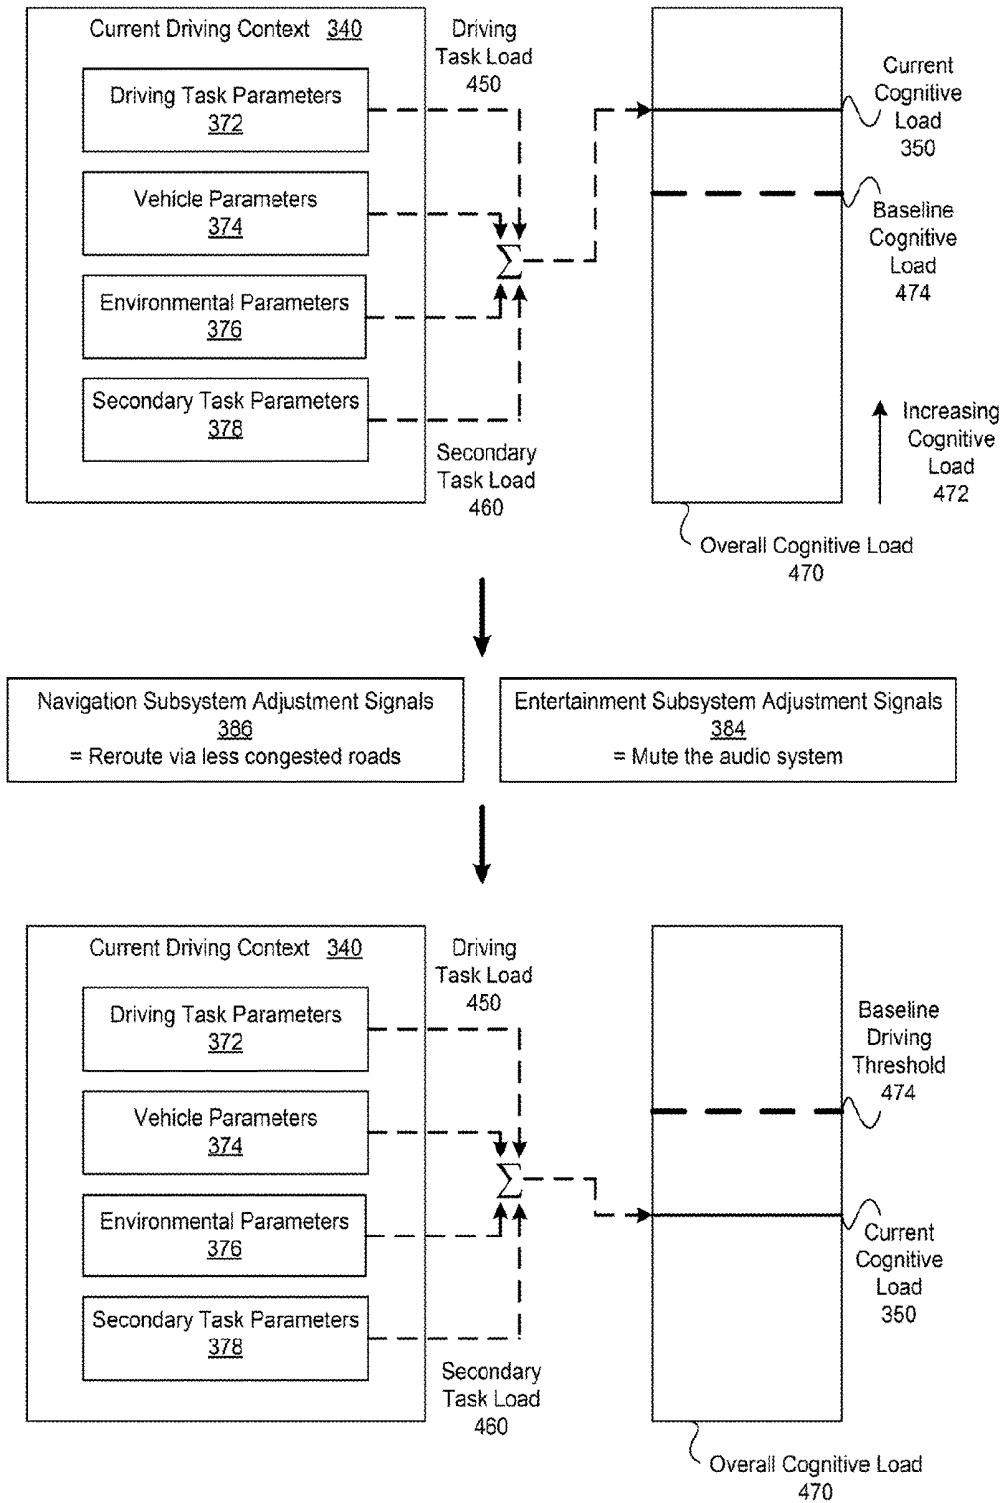 Current Driving Context 340
Driving Task Parameters
372
Vehicle Parameters
374
Environmental Parameters
376
Secondary Task Parameters
378
Driving
Task Load
450
Σ
Secondary
Task Load
460
Current
Cognitive
Load
350
Baseline
Cognitive
Load
474
Increasing
Cognitive
Load
472
Overall Cognitive Load
470
Navigation Subsystem Adjustment Signals
386
= Reroute via less congested roads
Entertainment Subsystem Adjustment Signals
384
= Mute the audio system
Current Driving Context 340
Driving Task Parameters
372
Vehicle Parameters
374
Environmental Parameters
376
Secondary Task Parameters
378
Driving
Task Load
450
Σ
Secondary
Task Load
460
Baseline
Driving
Threshold
474
Current
Cognitive
Load
350
Overall Cognitive Load
470